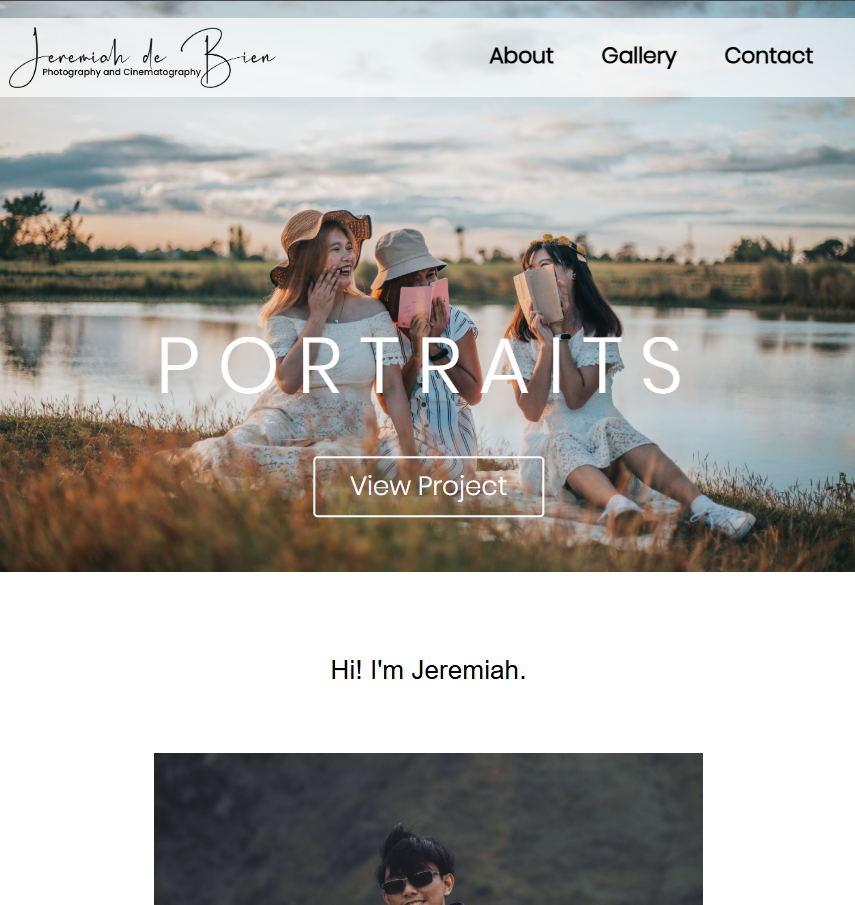 Jeremiah de Bien
Photography and Cinematography
About Gallery Contact
PORTRAITS
View Project
Hi! I'm Jeremiah.